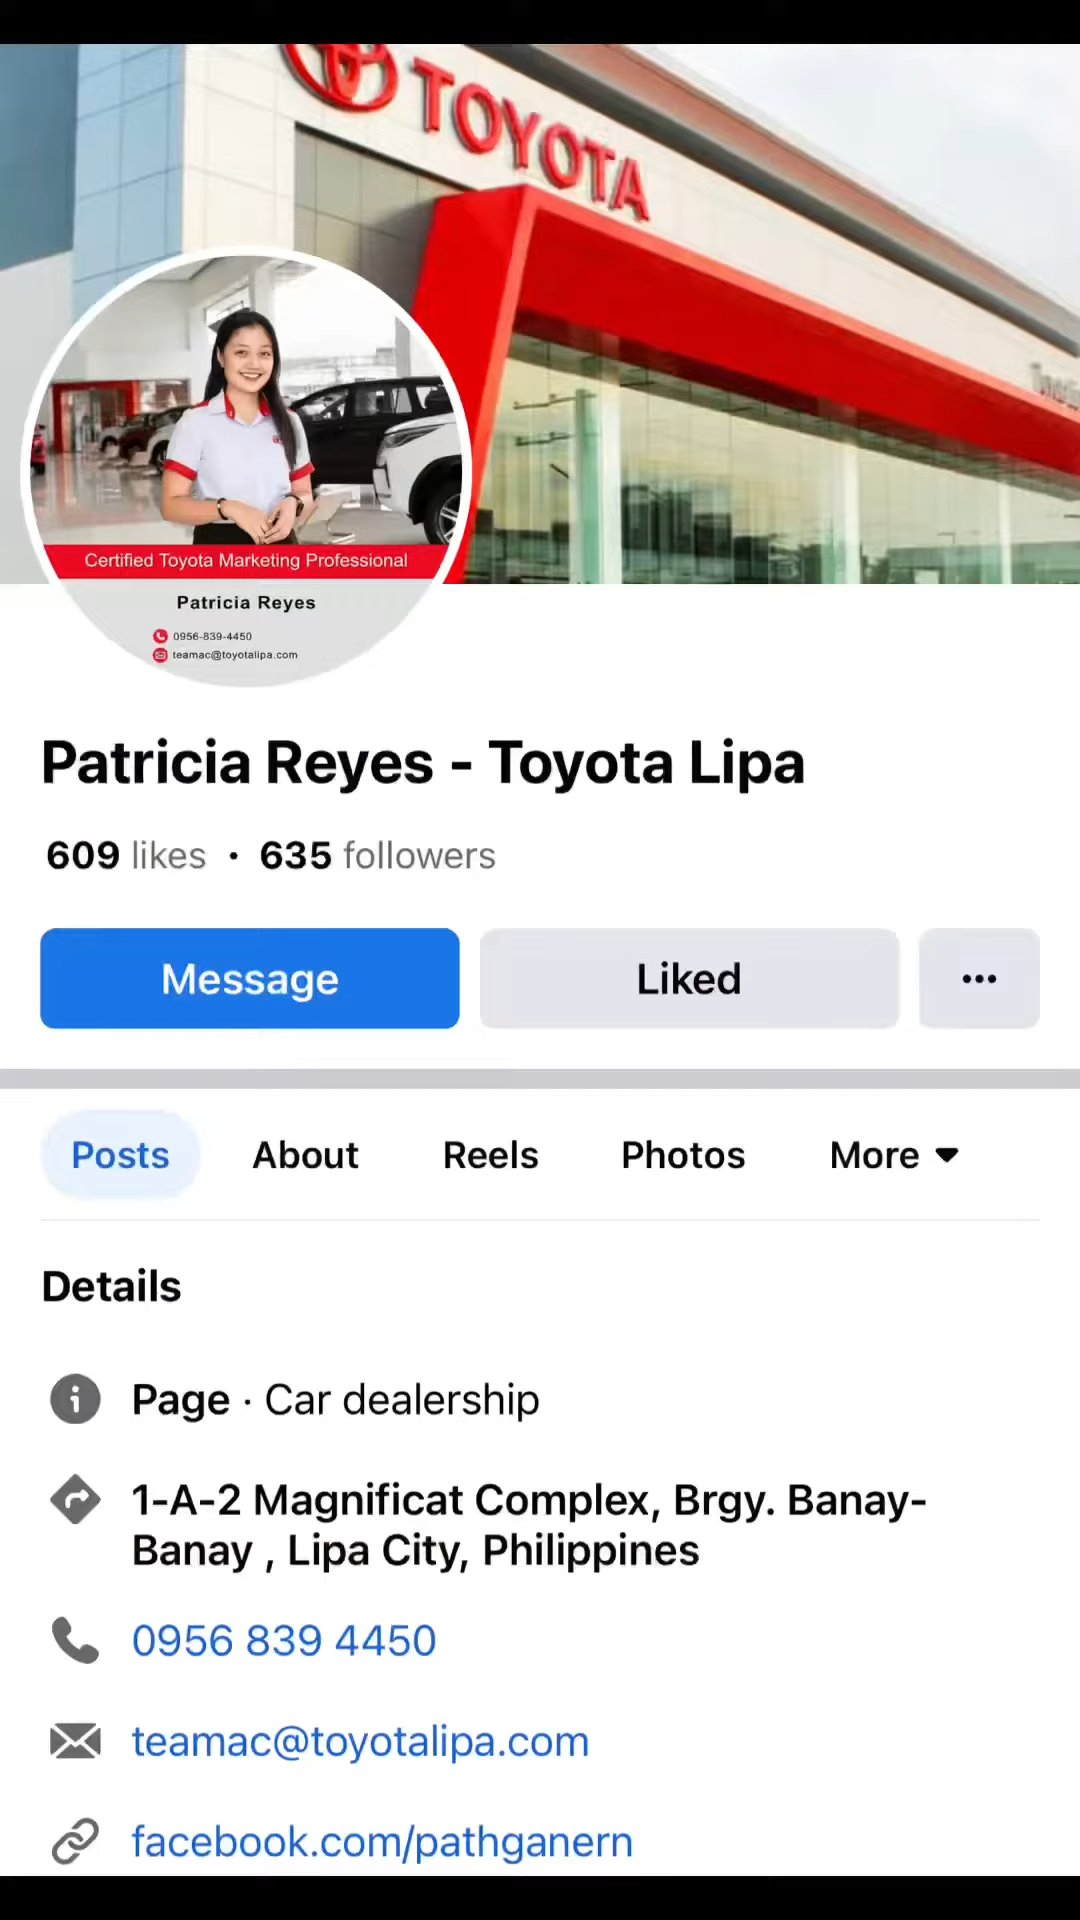 TOYOTA
Certified Toyota Marketing Professional
Patricia Reyes
0956-839-4450
teamac@toyotalipa.com
Patricia Reyes - Toyota Lipa
609 likes · 635 followers
Message
Liked
Posts
About
Reels
Photos
More
Details
Page · Car dealership
1-A-2 Magnificat Complex, Brgy. Banay-
Banay , Lipa City, Philippines
0956 839 4450
teamac@toyotalipa.com
facebook.com/pathganern